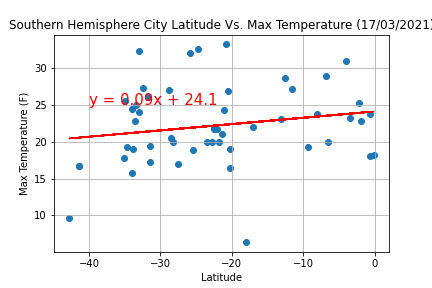 Southern Hemisphere City Latitude Vs. Max Temperature (17/03/2021)
30
25
20
15
10
Max Temperature (F)
y = 0.09x + 24.1
−40
−30
−20
−10
0
Latitude